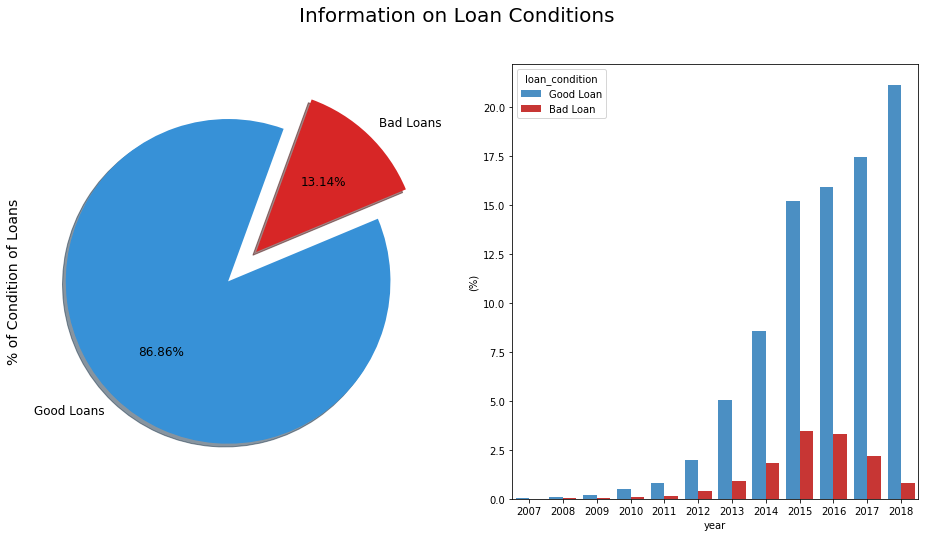 Information on Loan Conditions
% of Condition of Loans
Bad Loans
13.14%
86.86%
Good Loans
loan_condition
Good Loan
Bad Loan
(%)
20.0
17.5
15.0
12.5
10.0
7.5
5.0
2.5
0.0
2007 2008 2009 2010 2011 2012 2013 2014 2015 2016 2017 2018
year